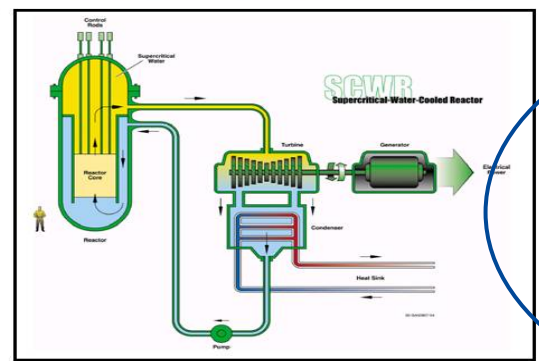 Control
Rods
Supercritical
Water
SCWR
Supercritical-Water-Cooled Reactor
Turbine
Generator
Electrical
Power
Reactor
Core
Condenser
Reactor
Heat Sink
Pump